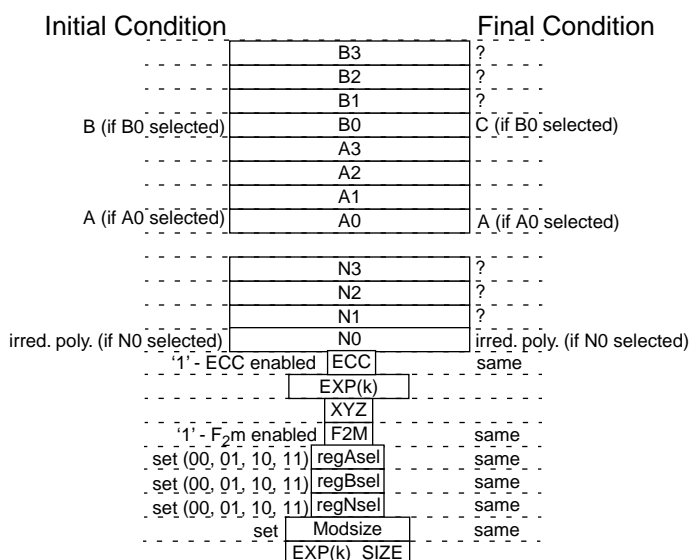 Initial Condition Final Condition
B3 ?
B2 ?
B1 ?
B (if B0 selected) B0 C (if B0 selected)
A3
A2
A1
A (if A0 selected) A0 A (if A0 selected)
N3 ?
N2 ?
N1 ?
irred. poly. (if N0 selected) N0 irred. poly. (if N0 selected)
‘1’ - ECC enabled ECC same
EXP(k)
XYZ
‘1’ - F2m enabled F2M same
set (00, 01, 10, 11) regAsel same
set (00, 01, 10, 11) regBsel same
set (00, 01, 10, 11) regNsel same
set Modsize same
EXP(k)_SIZE